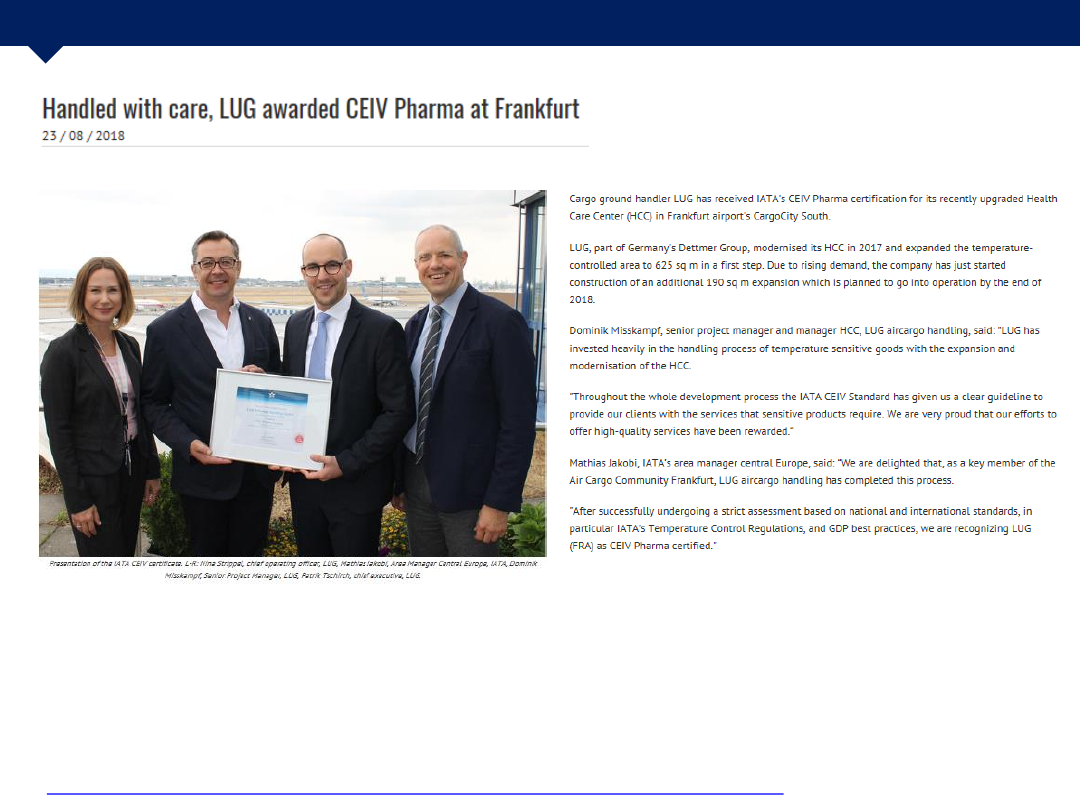 Handled with care, LUG awarded CEIV Pharma at Frankfurt
23 / 08 / 2018
Cargo ground handler LUG has received IATA's CEIV Pharma certification for its recently upgraded Health
Care Center (HCC) in Frankfurt airport's CargoCity South.
LUG, part of Germany's Dettmer Group, modernised its HCC in 2017 and expanded the temperature-
controlled area to 625 sq m in a first step. Due to rising demand, the company has just started
construction of an additional 190 sq m expansion which is planned to go into operation by the end of
2018.
Dominik Misskampf, senior project manager and manager HCC, LUG aircargo handling, said: "LUG has
invested heavily in the handling process of temperature sensitive goods with the expansion and
modernisation of the HCC.
"Throughout the whole development process the IATA CEIV Standard has given us a clear guideline to
provide our clients with the services that sensitive products require. We are very proud that our efforts to
offer high-quality services have been rewarded."
Mathias Jakobi, IATA's area manager central Europe, said: "We are delighted that, as a key member of the
Air Cargo Community Frankfurt, LUG aircargo handling has completed this process.
"After successfully undergoing a strict assessment based on national and international standards, in
particular IATA's Temperature Control Regulations, and GDP best practices, we are recognizing LUG
(FRA) as CEIV Pharma certified."
Presentation of the IATA CEIV certificate. L-R: Nina Strippel, chief operating officer, LUG, Mathias Jakobi, Area Manager Central Europe, IATA, Dominik
Misskampf, Senior Project Manager, LUG, Patrik Tschirch, chief executive, LUG.